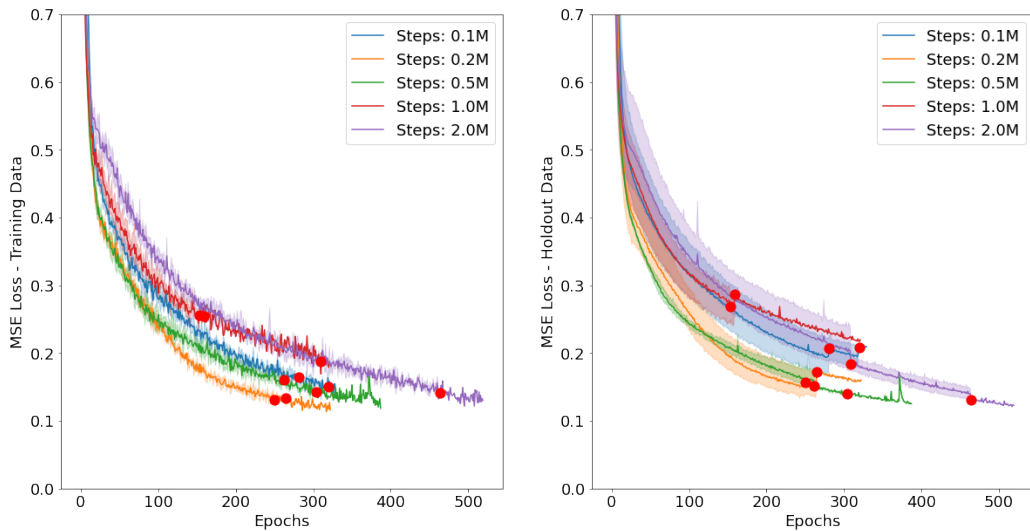 MSE Loss - Training Data
0.7
0.6
0.5
0.4
0.3
0.2
0.1
0.0
0
100
200
300
400
500
Epochs
Steps: 0.1M
Steps: 0.2M
Steps: 0.5M
Steps: 1.0M
Steps: 2.0M
MSE Loss - Holdout Data
0.7
0.6
0.5
0.4
0.3
0.2
0.1
0.0
0
100
200
300
400
500
Epochs
Steps: 0.1M
Steps: 0.2M
Steps: 0.5M
Steps: 1.0M
Steps: 2.0M